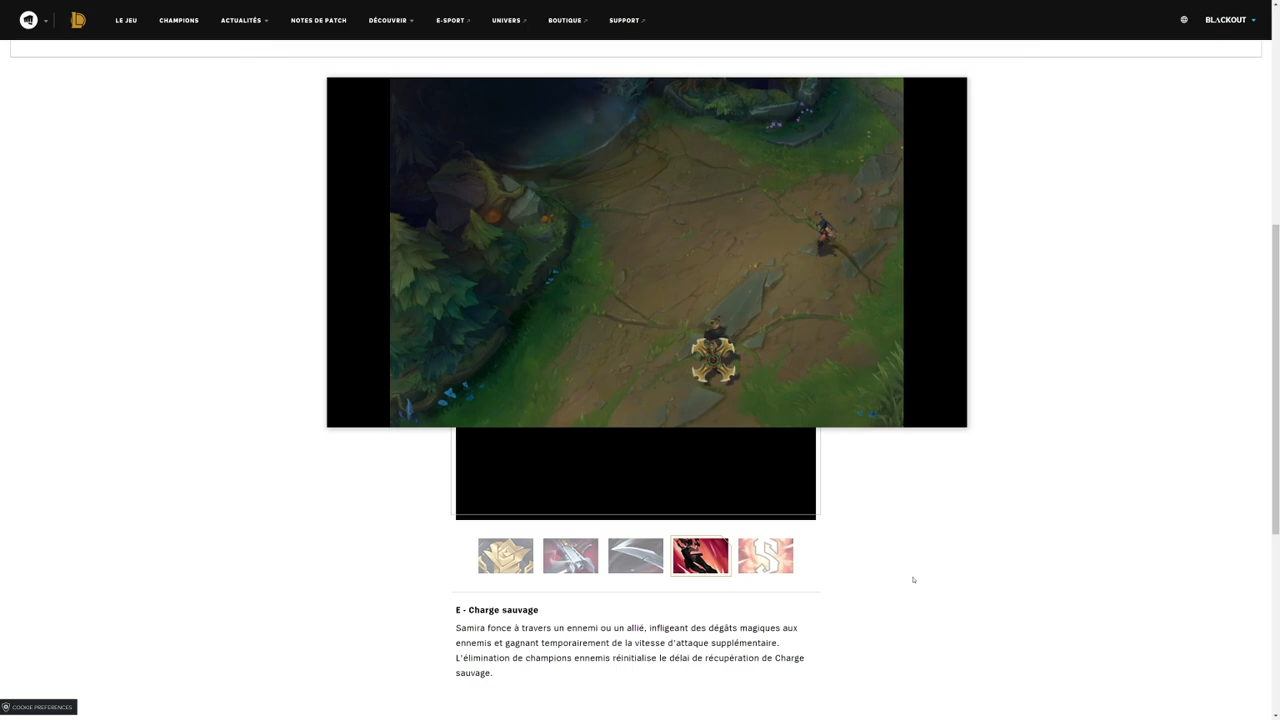 LE JEU CHAMPIONS ACTUALITÉS NOTES DE PATCH DÉCOUVRIR E-SPORT UNIVERS BOUTIQUE SUPPORT BLACKOUT
E - Charge sauvage
Samira fonce à travers un ennemi ou un allié, infligeant des dégâts magiques aux
ennemis et gagnant temporairement de la vitesse d'attaque supplémentaire.
L'élimination de champions ennemis réinitialise le délai de récupération de Charge
sauvage.
COOKIE PREFERENCES